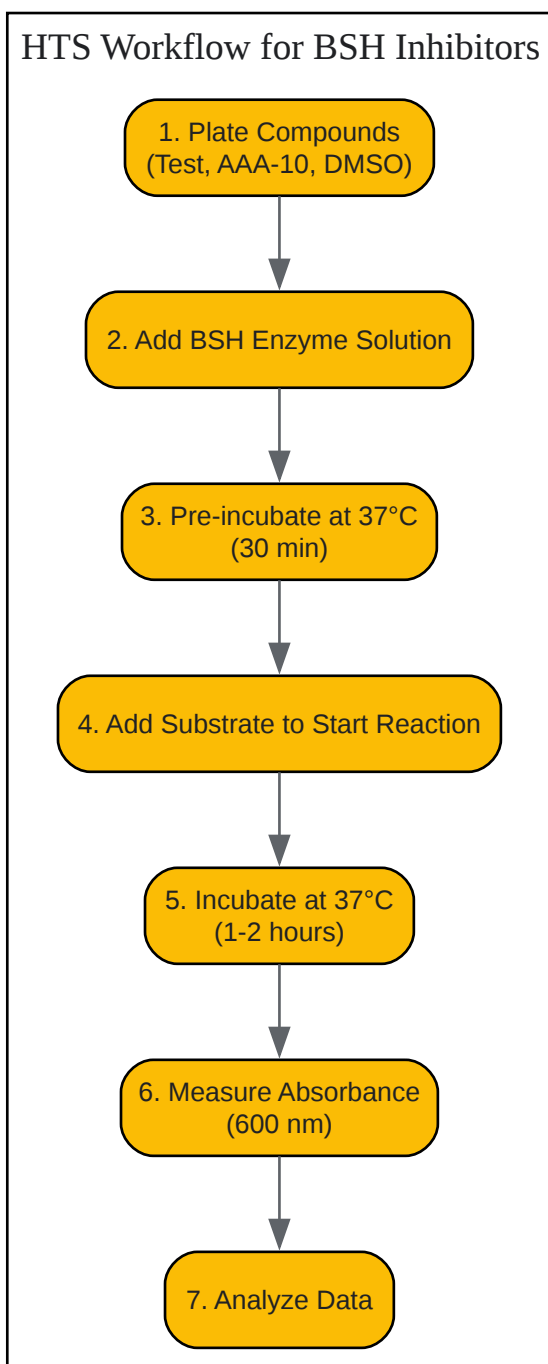 HTS Workflow for BSH Inhibitors
1. Plate Compounds
(Test, AAA-10, DMSO)
2. Add BSH Enzyme Solution
3. Pre-incubate at 37°C
(30 min)
4. Add Substrate to Start Reaction
5. Incubate at 37°C
(1-2 hours)
6. Measure Absorbance
(600 nm)
7. Analyze Data